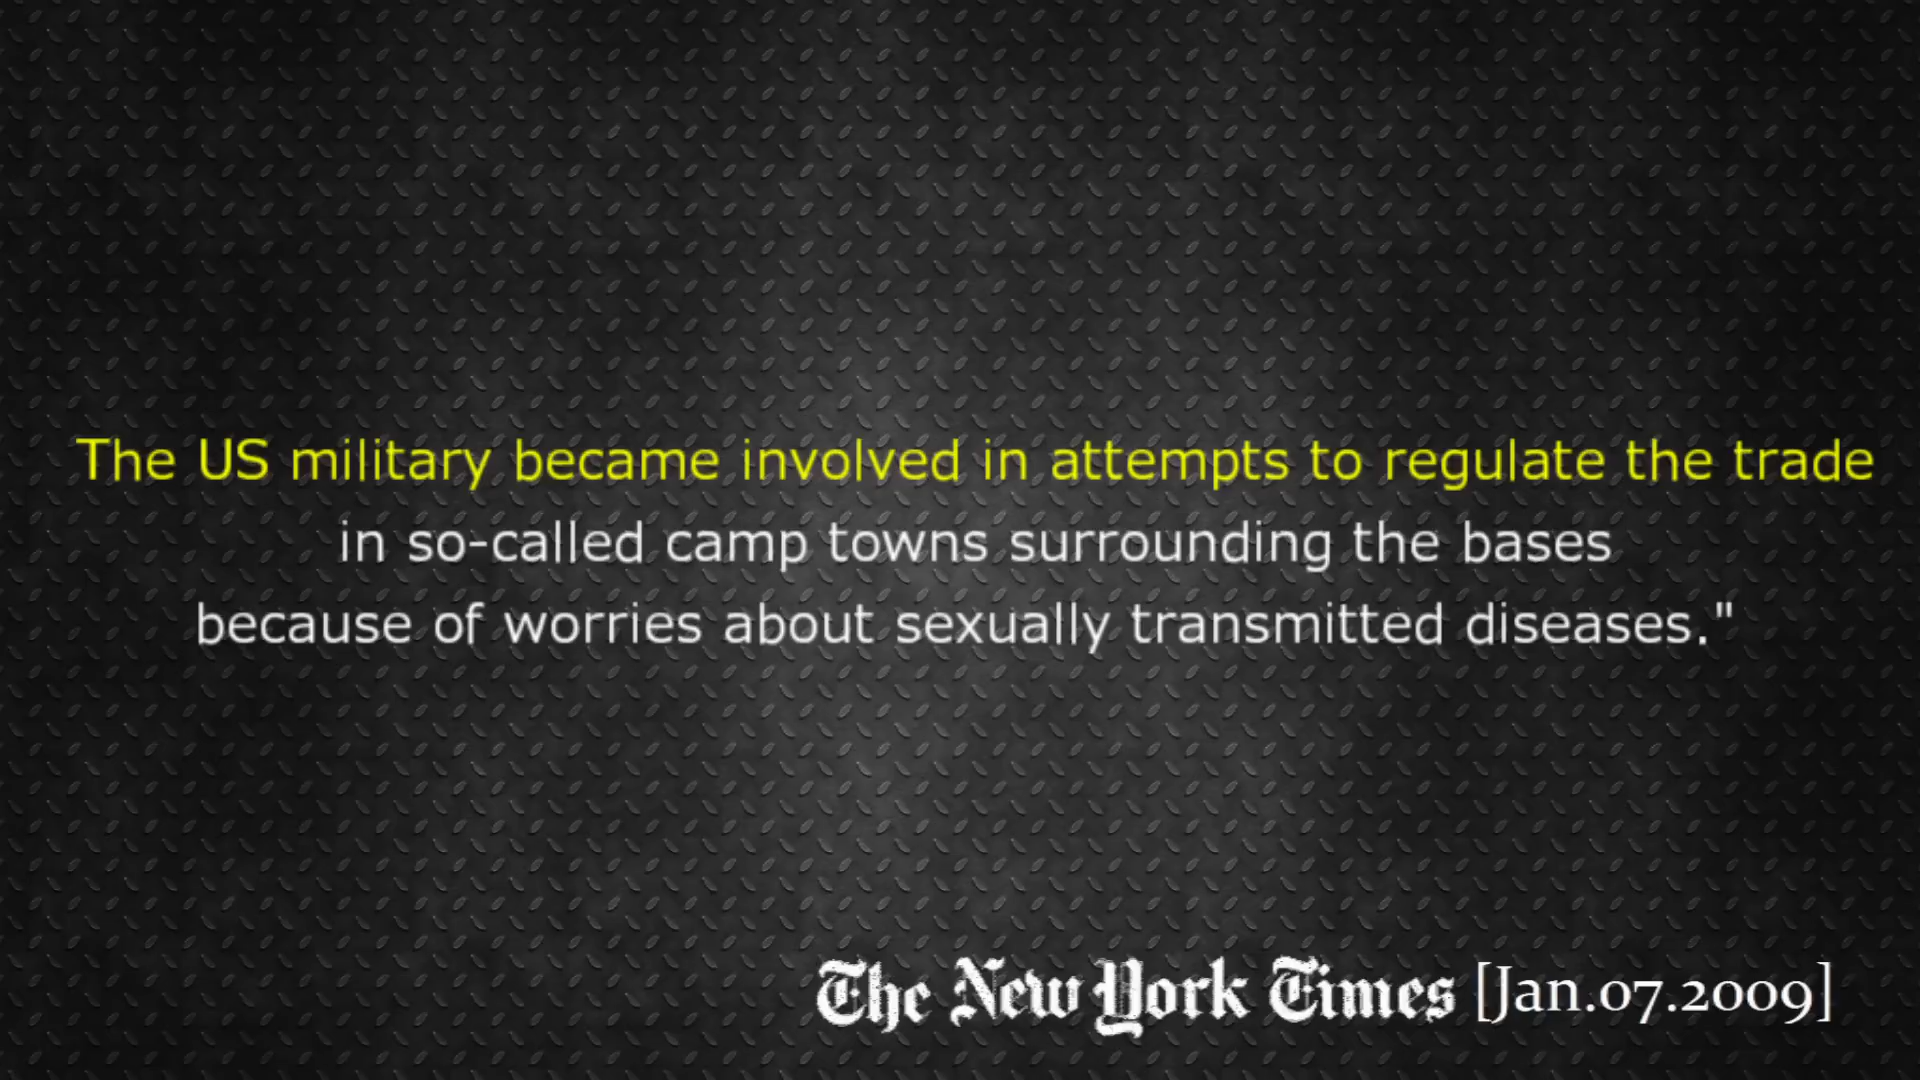 The US military became involved in attempts to regulate the trade
in so-called camp towns surrounding the bases
because of worries about sexually transmitted diseases."
The New York Times [Jan.07.2009]